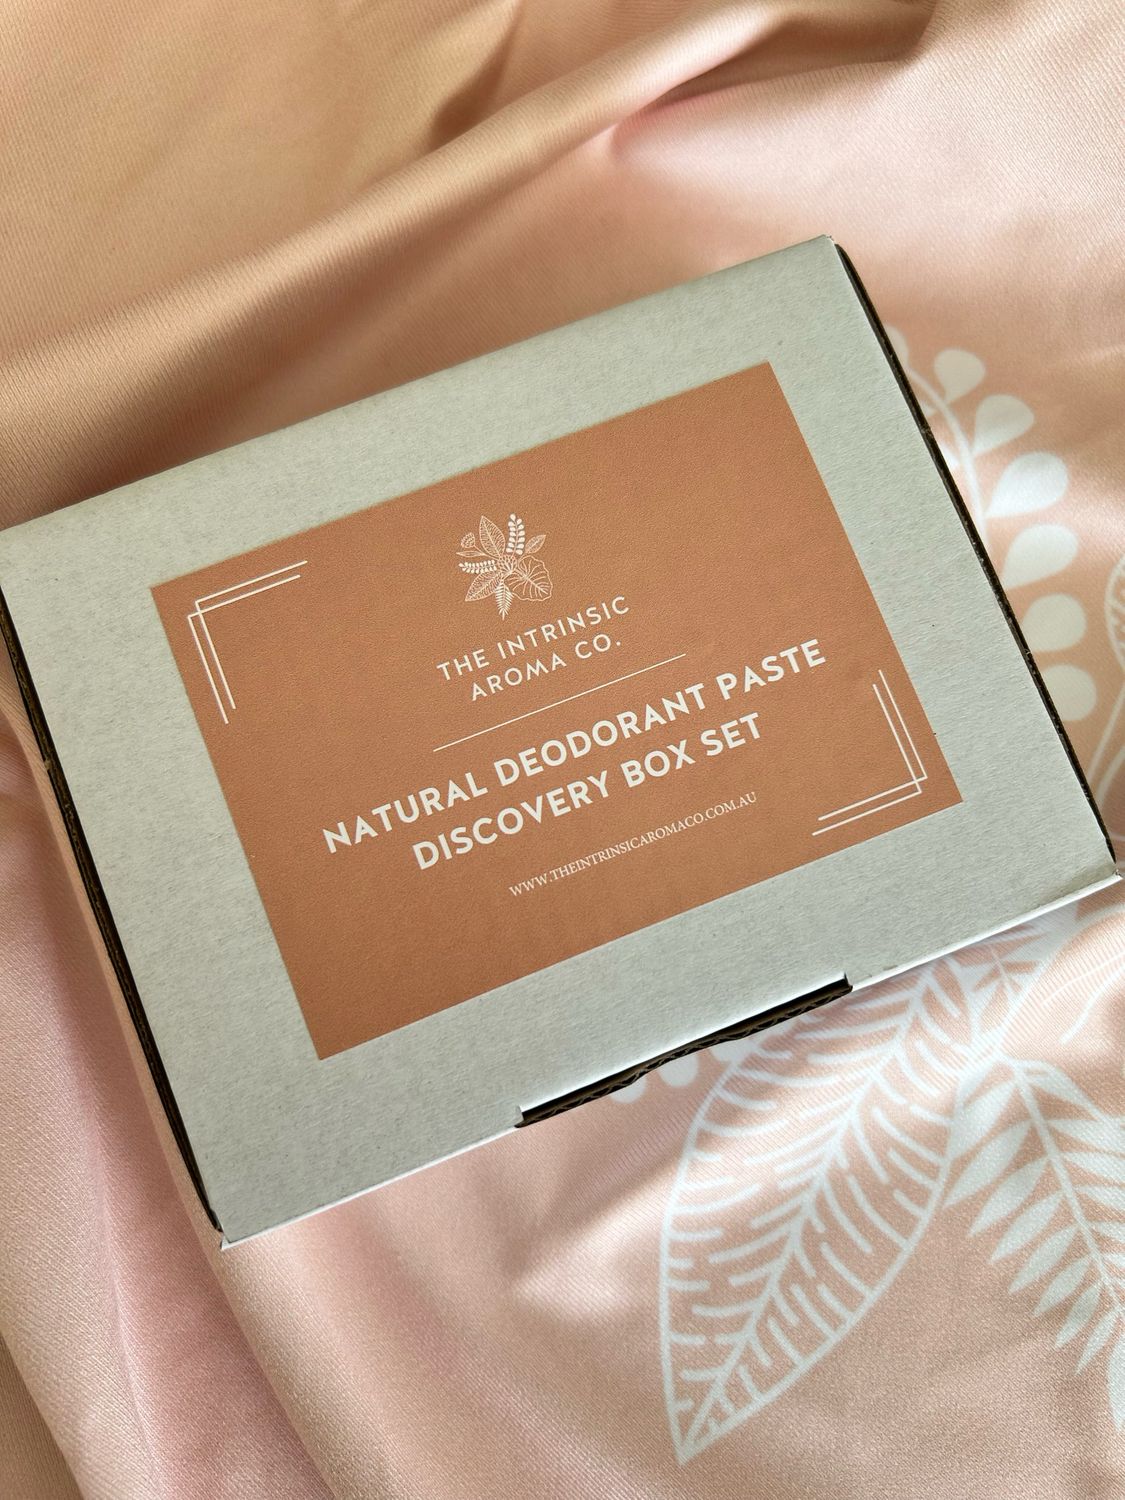 THE INTRINSIC
AROMA CO.
NATURAL DEODORANT PASTE
DISCOVERY BOX SET
WWW.THEINTRINSICAROMACO.COM.AU